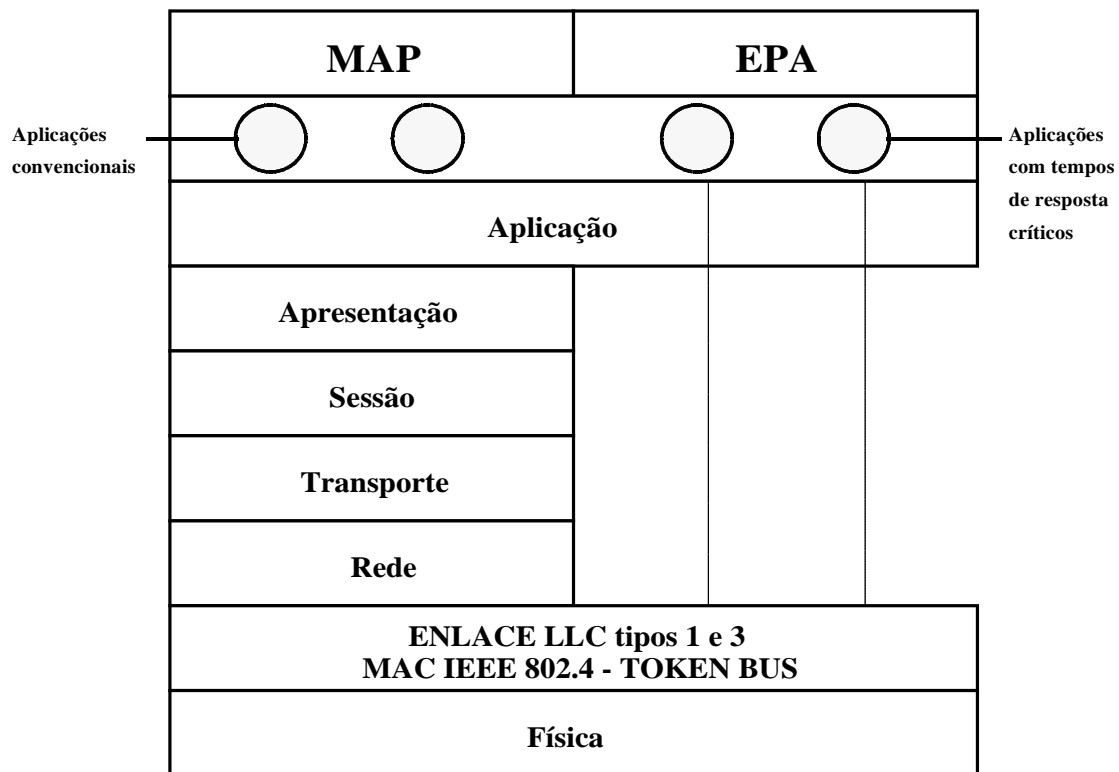 MAP
EPA
Aplicações
convencionais
Aplicações
com tempos
de resposta
críticos
Aplicação
Apresentação
Sessão
Transporte
Rede
ENLACE LLC tipos 1 e 3
MAC IEEE 802.4 - TOKEN BUS
Física